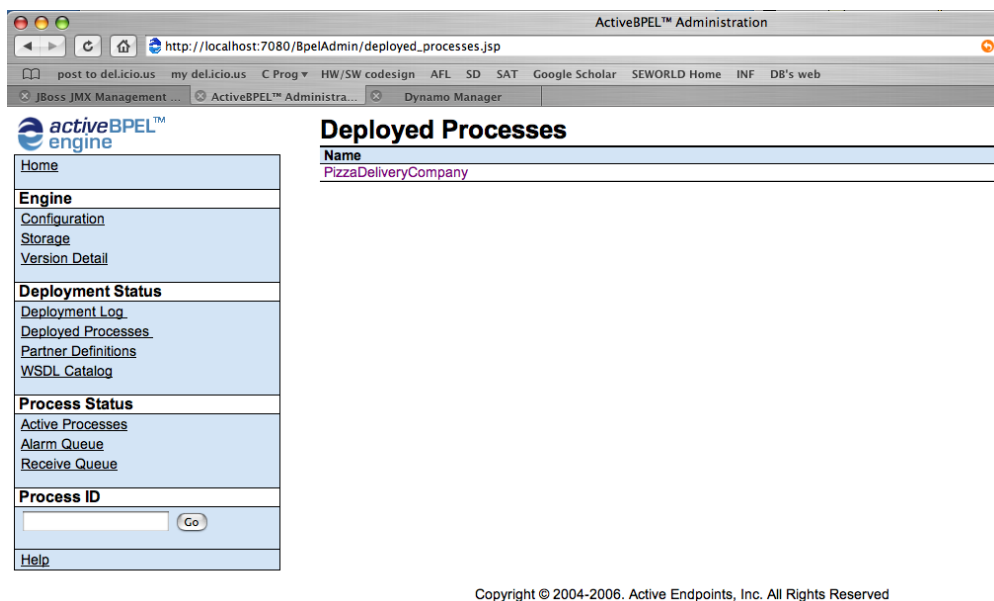 ActiveBPEL™ Administration
http://localhost:7080/BpelAdmin/deployed_processes.jsp
post to del.icio.us my del.icio.us C Prog HW/SW codesign AFL SD SAT Google Scholar SEWORLD Home INF DB's web
JBoss JMX Management ... ActiveBPEL™ Administra... Dynamo Manager
activeBPEL™
engine
Deployed Processes
Name
PizzaDeliveryCompany
Home
Engine
Configuration
Storage
Version Detail
Deployment Status
Deployment Log
Deployed Processes
Partner Definitions
WSDL Catalog
Process Status
Active Processes
Alarm Queue
Receive Queue
Process ID
Go
Help
Copyright © 2004-2006. Active Endpoints, Inc. All Rights Reserved